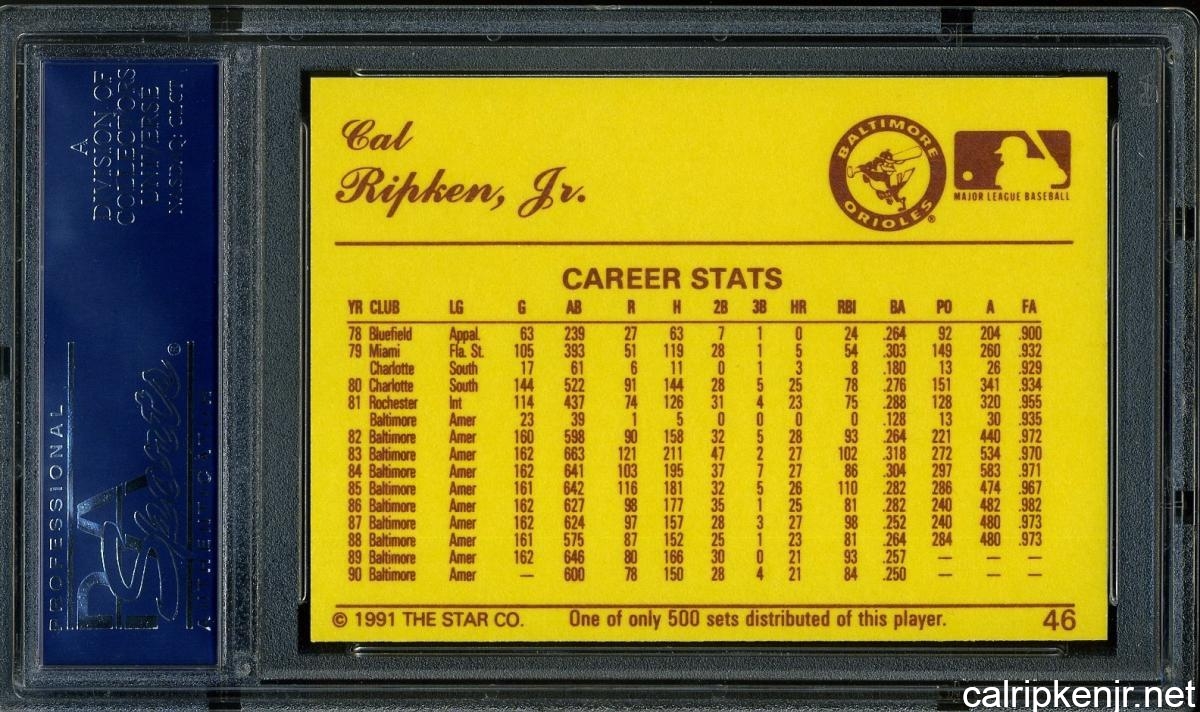 A
DIVISION OF
COLLECTORS
UNIVERSE
NASD. Q: CLCT
PROFESSIONAL
PSA
Sports®
AUTHENTICATOR
Cal
Ripken, Jr.
BALTIMORE
ORIOLES®
MAJOR LEAGUE BASEBALL
CAREER STATS
YR CLUB LG G AB R H 2B 3B HR RBI BA PO A FA
78 Bluefield Appal. 63 239 27 63 7 1 0 24 .264 92 204 .900
79 Miami Fla. St. 105 393 51 119 28 1 5 54 .303 149 260 .932
Charlotte South 17 61 6 11 0 1 3 8 .180 13 26 .929
80 Charlotte South 144 522 91 144 28 5 25 78 .276 151 341 .934
81 Rochester Int 114 437 74 126 31 4 23 75 .288 128 320 .955
Baltimore Amer 23 39 1 5 0 0 0 0 .128 13 30 .935
82 Baltimore Amer 160 598 90 158 32 5 28 93 .264 221 440 .972
83 Baltimore Amer 162 663 121 211 47 2 27 102 .318 272 534 .970
84 Baltimore Amer 162 641 103 195 37 7 27 86 .304 297 583 .971
85 Baltimore Amer 161 642 116 181 32 5 26 110 .282 286 474 .967
86 Baltimore Amer 162 627 98 177 35 1 25 81 .282 240 482 .982
87 Baltimore Amer 162 624 97 157 28 3 27 98 .252 240 480 .973
88 Baltimore Amer 161 575 87 152 25 1 23 81 .264 284 480 .973
89 Baltimore Amer 162 646 80 166 30 0 21 93 .257 — — —
90 Baltimore Amer — 600 78 150 28 4 21 84 .250 — — —
© 1991 THE STAR CO. One of only 500 sets distributed of this player. 46
calripkenjr.net